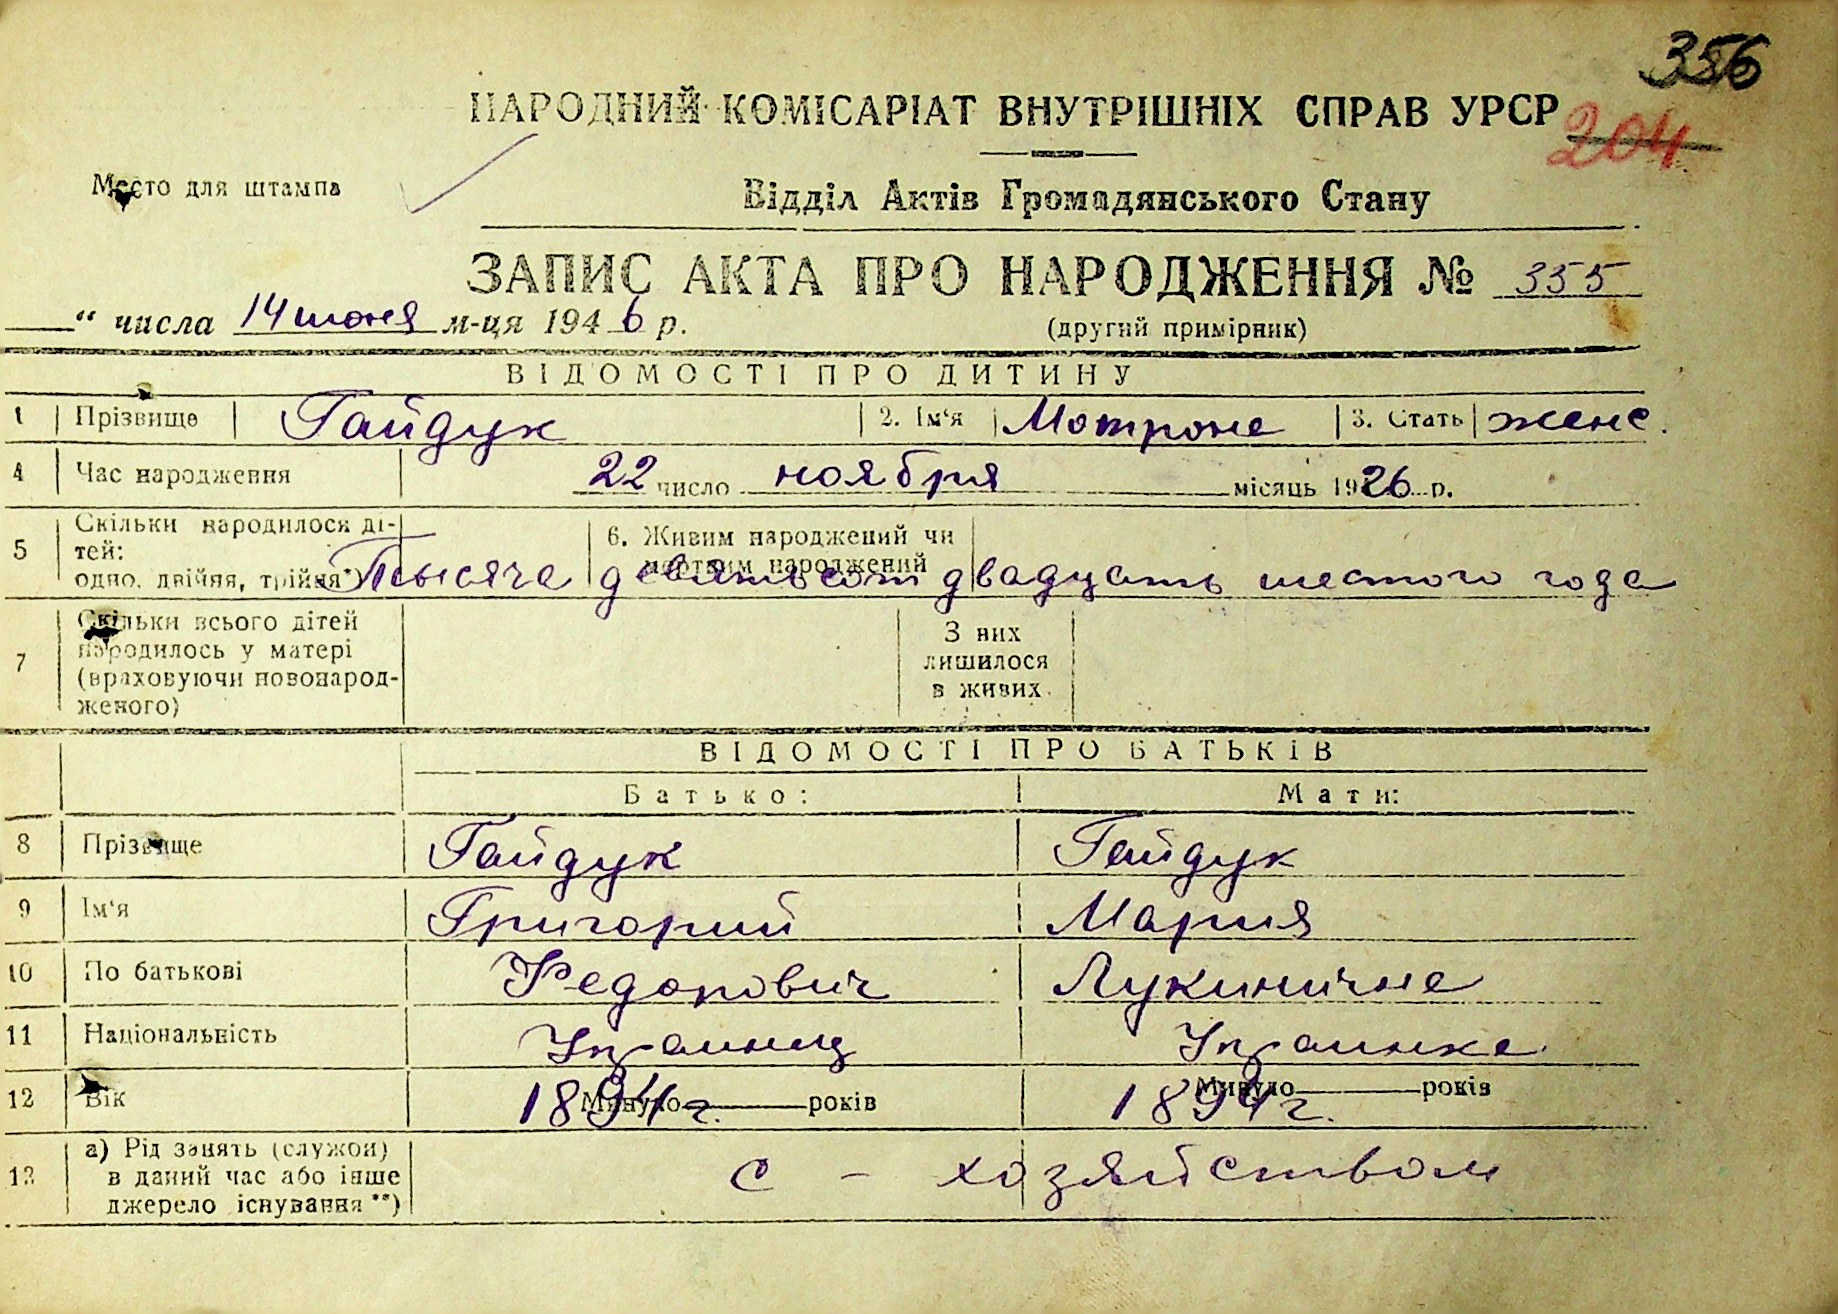 356
НАРОДНИЙ КОМІСАРІАТ ВНУТРІШНІХ СПРАВ УРСР
204
Место для штампа
Відділ Актів Громадянського Стану
ЗАПИС АКТА ПРО НАРОДЖЕННЯ № 355
“ числа 14 июня м-ця 1946 р.
(другий примірник)
ВІДОМОСТІ ПРО ДИТИНУ
1 Прізвище Гайдук 2. Ім‘я Мотрона 3. Стать женс.
4 Час народження 22 число ноября місяць 1926 р.
5 Скільки народилося дітей: одно, двійня, трійня*) 6. Живим народжений чи мертвим народжений
Тысяча девятьсот двадцать шестого года
7 Скільки всього дітей народилось у матері (враховуючи новонародженого) З них лишилося в живих
ВІДОМОСТІ ПРО БАТЬКІВ
Батько: Мати:
8 Прізвище Гайдук Гайдук
9 Ім‘я Григорий Мария
10 По батькові Федорович Лукинична
11 Національність Украинец Украинка
12 Вік Минуло років 1894 г. Минуло років 1894 г.
13 а) Рід занять (служби) в даний час або інше джерело існування **) с - хозяйством